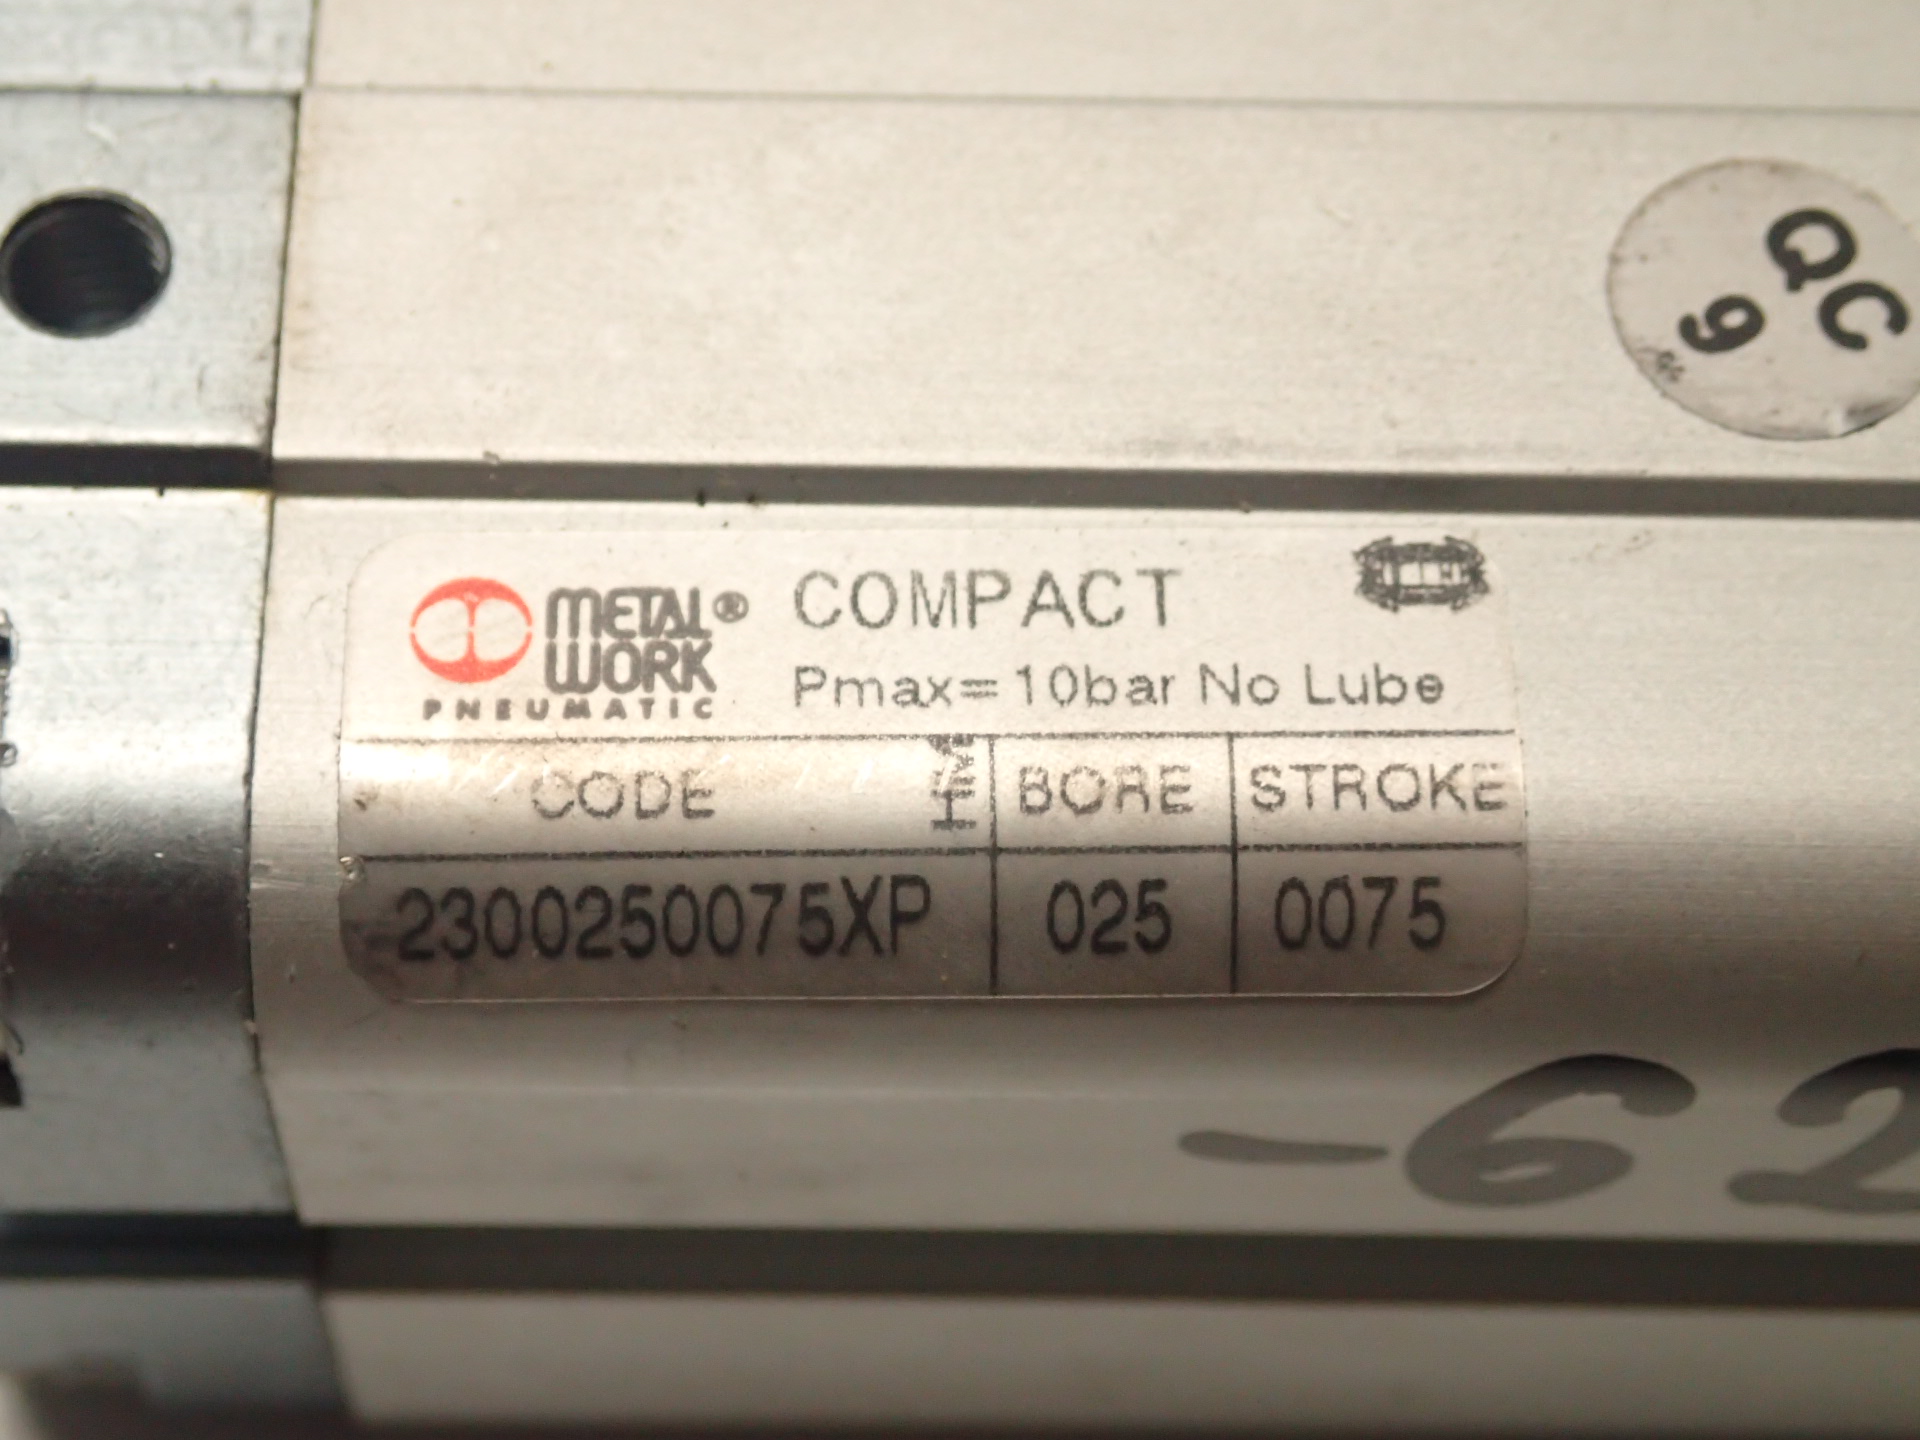 QC
9
METAL® WORK
PNEUMATIC
COMPACT
Pmax=10bar No Lube
CODE BORE STROKE
2300250075XP 025 0075
-62